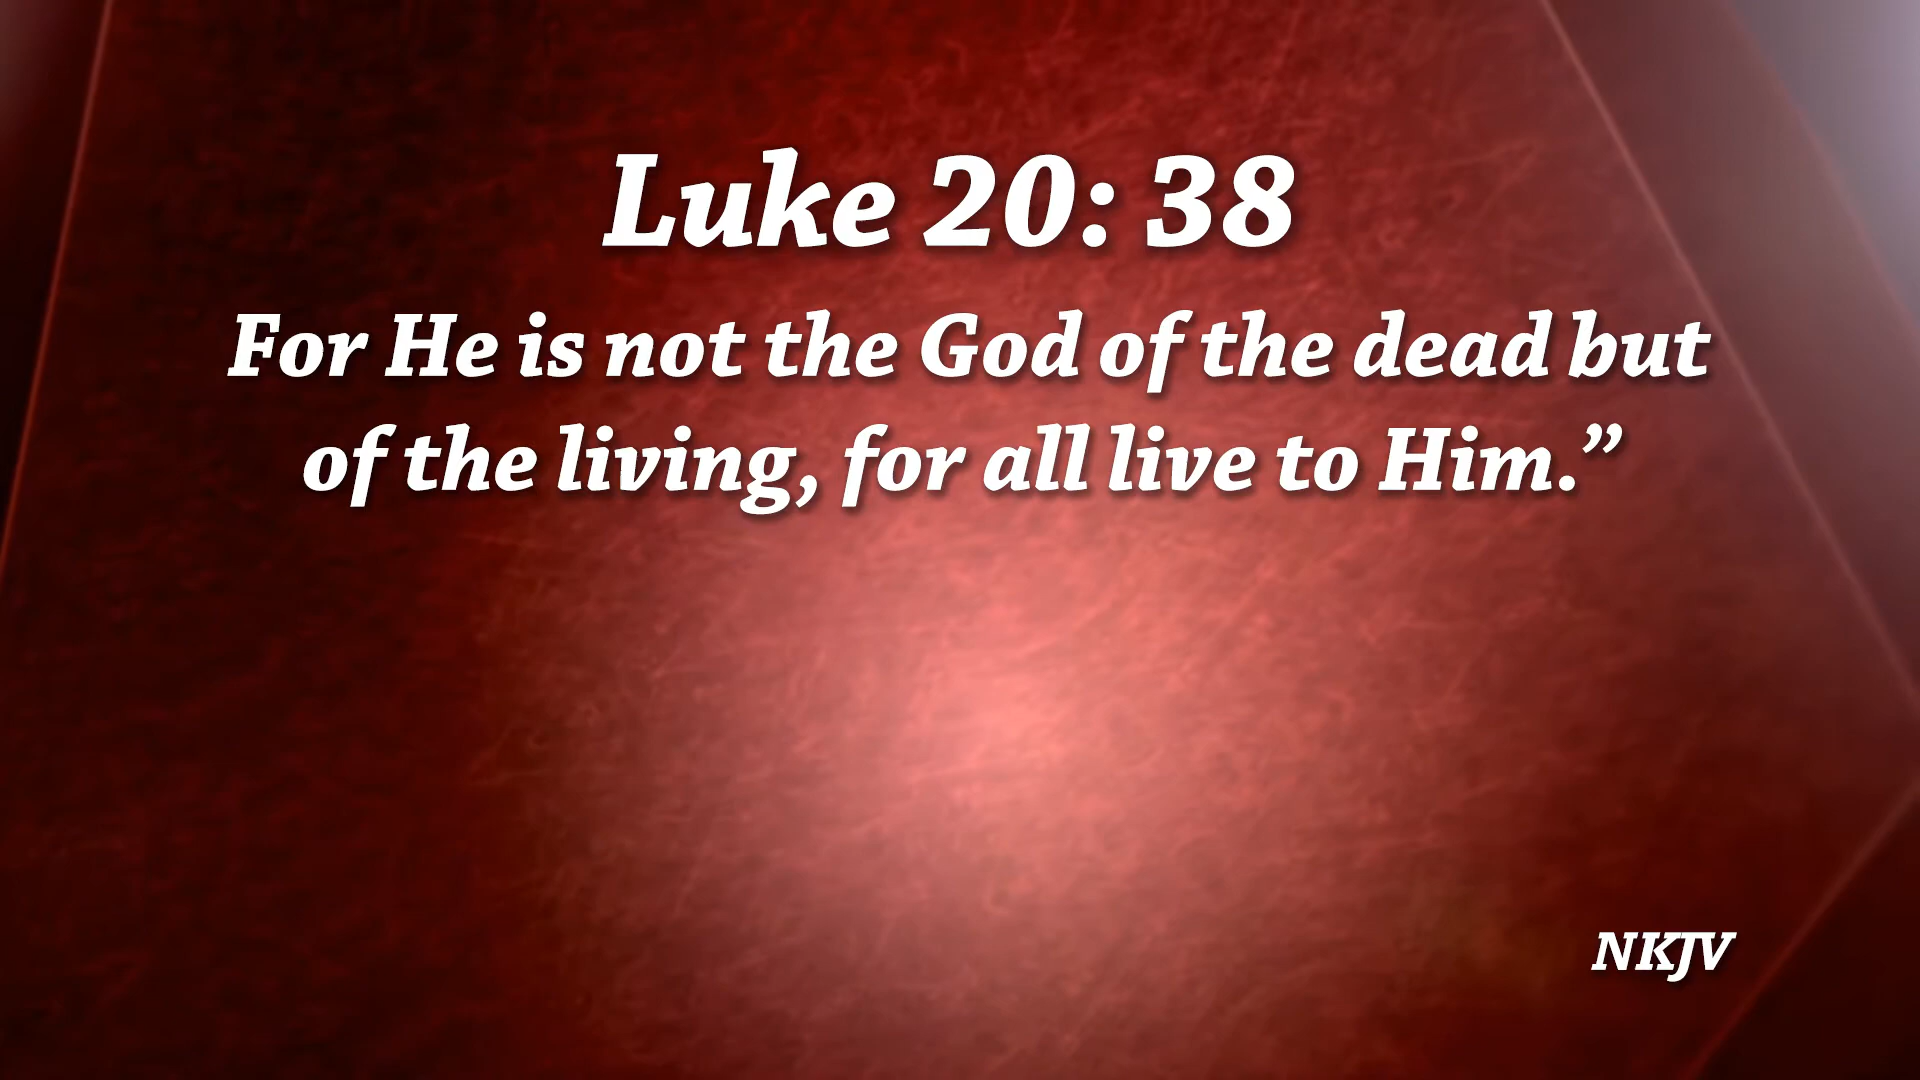 Luke 20: 38
For He is not the God of the dead but
of the living, for all live to Him.”
NKJV